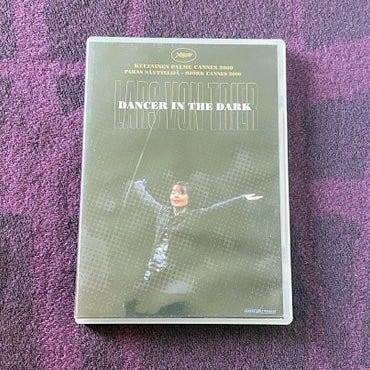 KULTAINEN PALMU CANNES 2000
PARAS NÄYTTELIJÄ - BJÖRK CANNES 2000
LARS VON TRIER
DANCER IN THE DARK